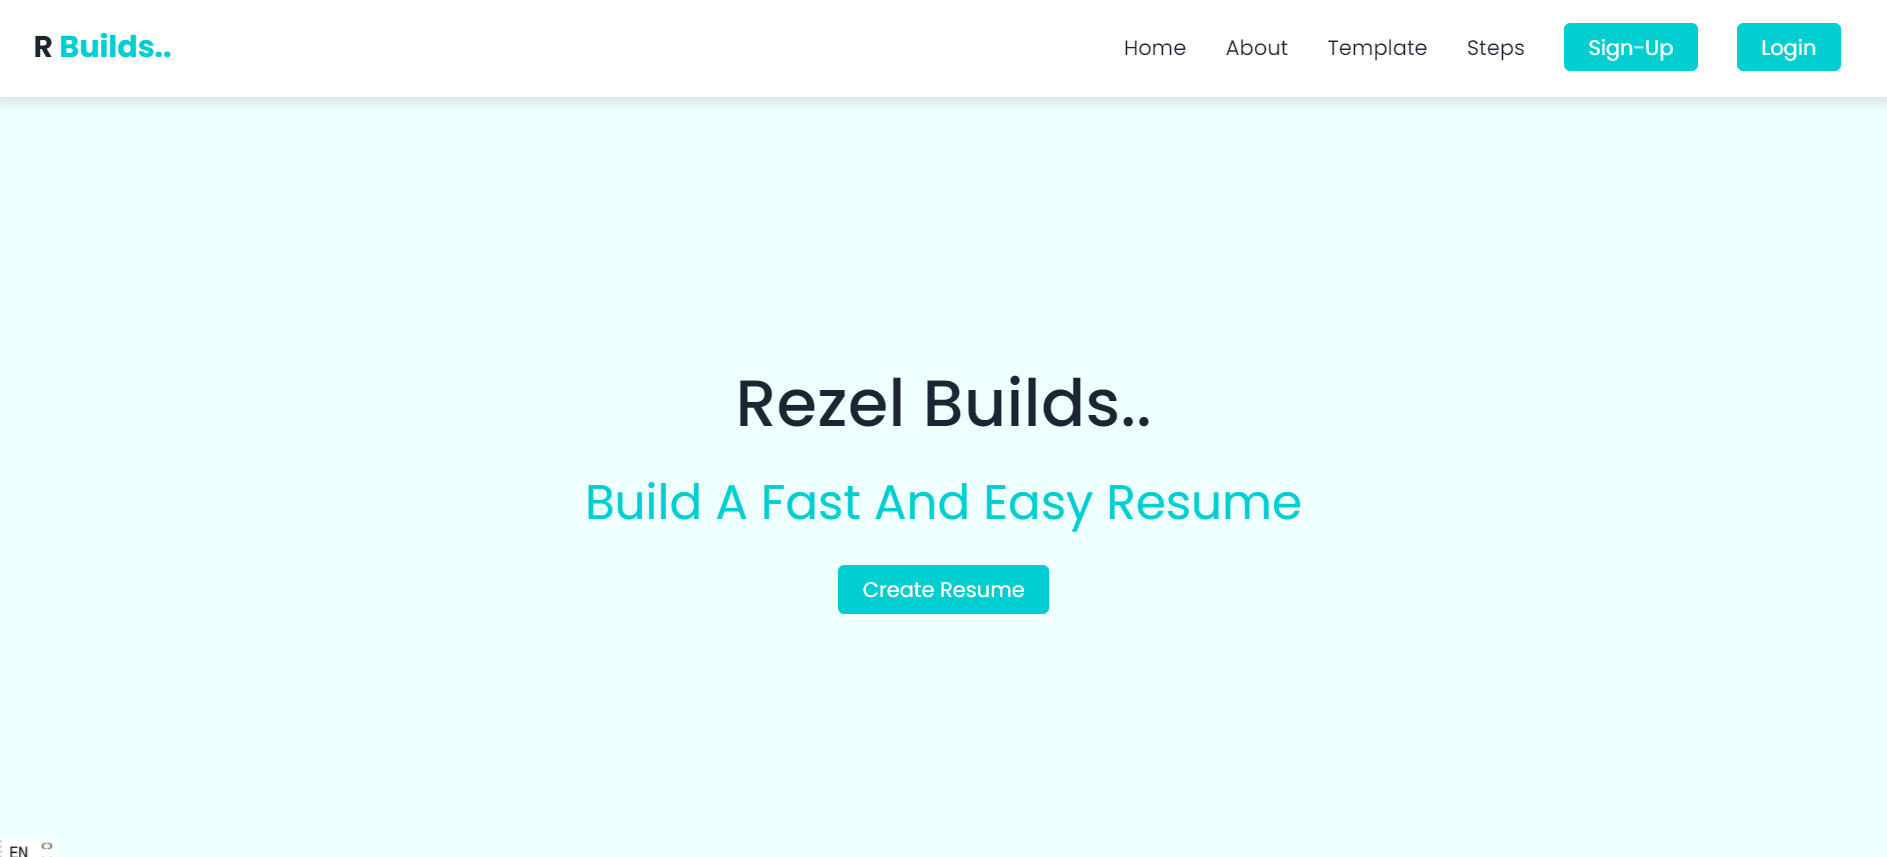 R Builds..
Home About Template Steps Sign-Up Login
Rezel Builds..
Build A Fast And Easy Resume
Create Resume
EN